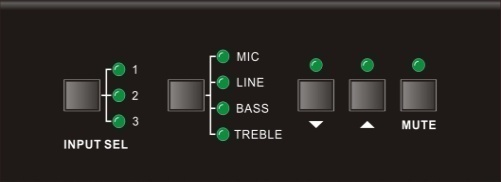 1
2
3
INPUT SEL
MIC
LINE
BASS
TREBLE
MUTE